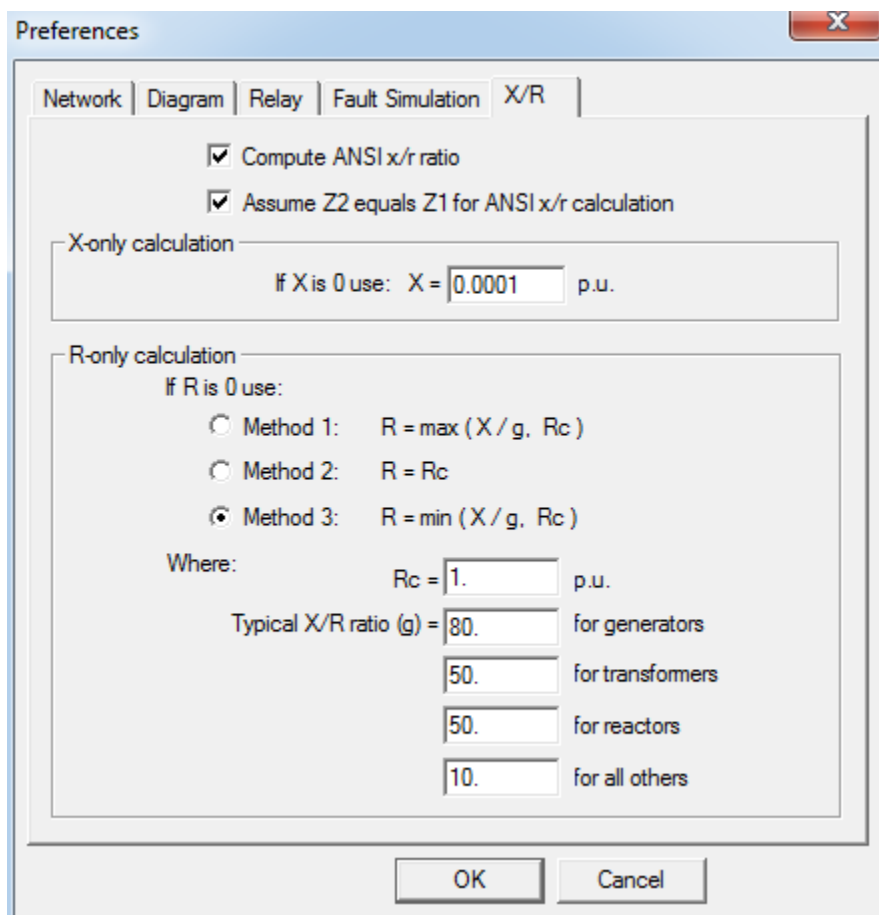 Preferences
Network Diagram Relay Fault Simulation X/R
Compute ANSI x/r ratio
Assume Z2 equals Z1 for ANSI x/r calculation
X-only calculation
If X is 0 use: X = 0.0001 p.u.
R-only calculation
If R is 0 use:
Method 1: R = max ( X / g, Rc )
Method 2: R = Rc
Method 3: R = min ( X / g, Rc )
Where:
Rc = 1. p.u.
Typical X/R ratio (g) = 80. for generators
50. for transformers
50. for reactors
10. for all others
OK Cancel